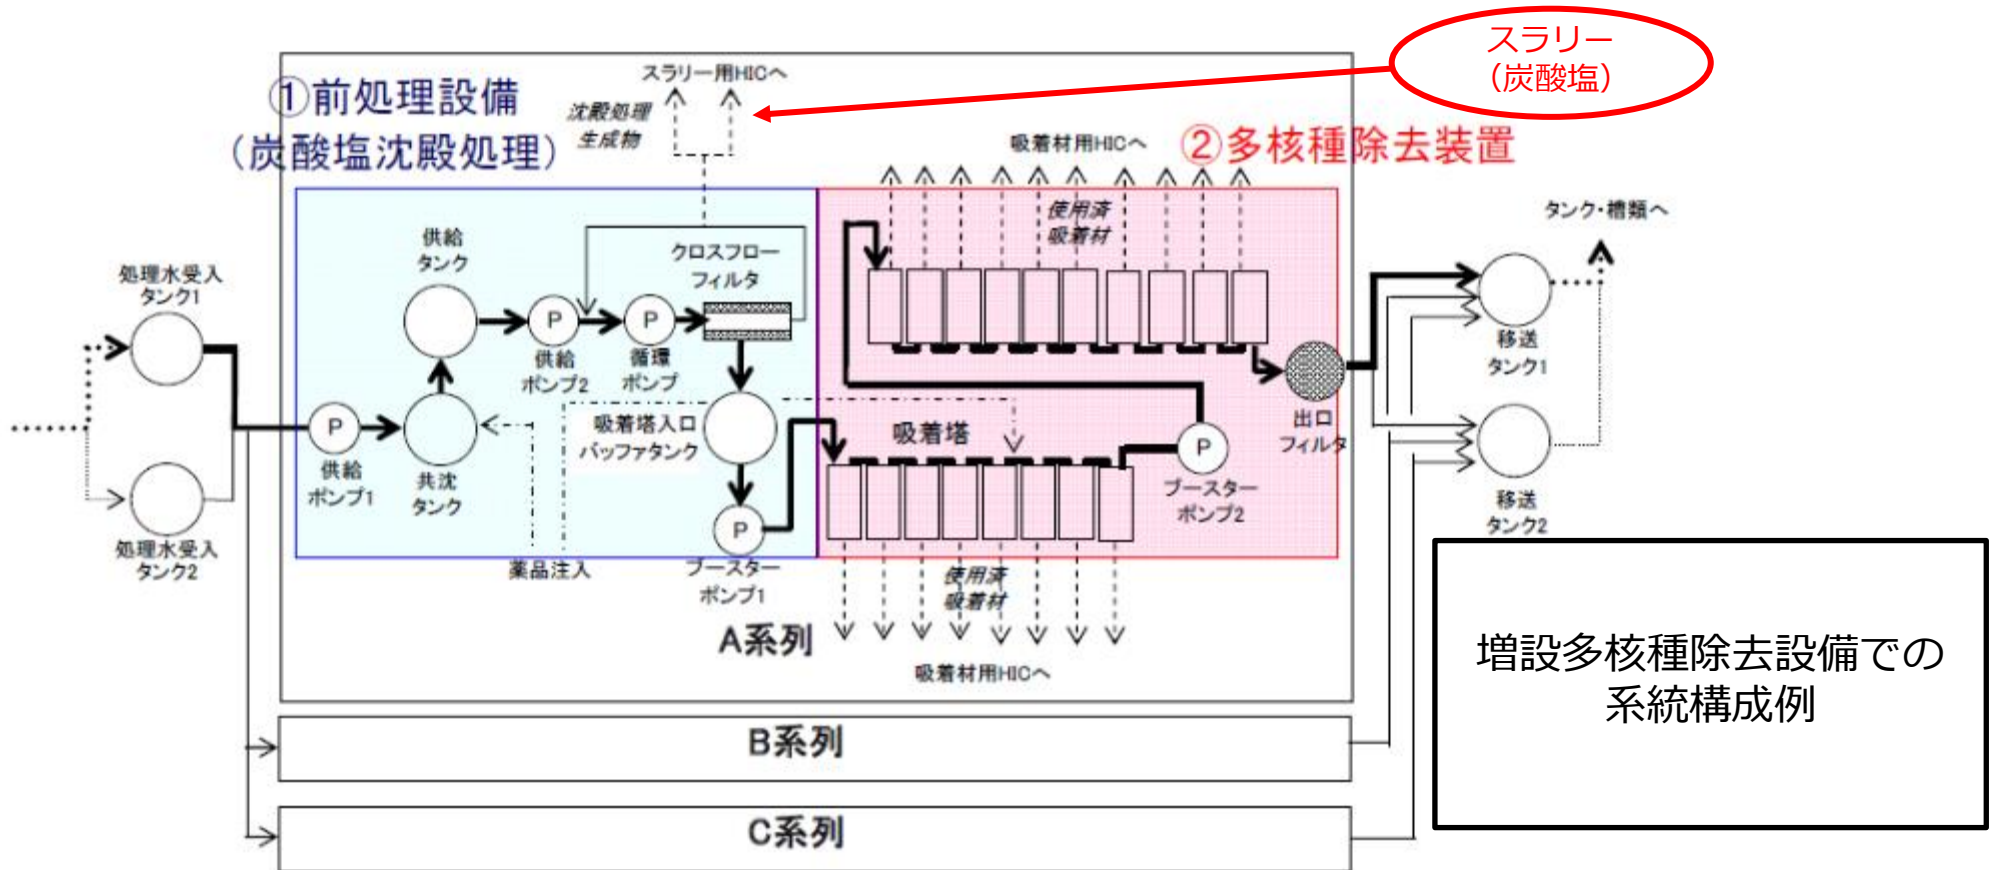 スラリー
（炭酸塩）
①前処理設備
（炭酸塩沈殿処理）
スラリー用HICへ
沈殿処理
生成物
吸着材用HICへ
②多核種除去装置
使用済
吸着材
タンク・槽類へ
処理水受入
タンク1
供給
タンク
クロスフロー
フィルタ
P
P
供給
ポンプ2
循環
ポンプ
移送
タンク1
P
供給
ポンプ1
共沈
タンク
吸着塔入口
バッファタンク
吸着塔
P
ブースター
ポンプ2
出口
フィルタ
処理水受入
タンク2
薬品注入
P
ブースター
ポンプ1
使用済
吸着材
移送
タンク2
A系列
吸着材用HICへ
増設多核種除去設備での
系統構成例
B系列
C系列